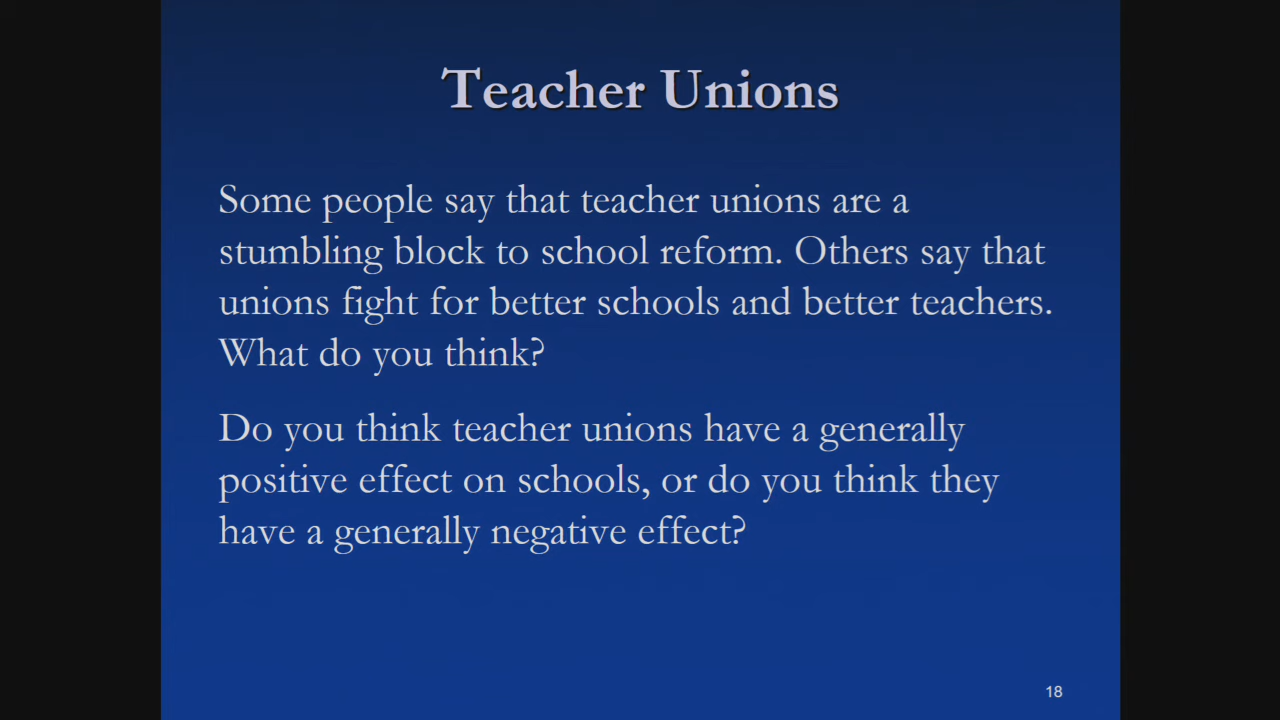 Teacher Unions
Some people say that teacher unions are a
stumbling block to school reform. Others say that
unions fight for better schools and better teachers.
What do you think?
Do you think teacher unions have a generally
positive effect on schools, or do you think they
have a generally negative effect?
18